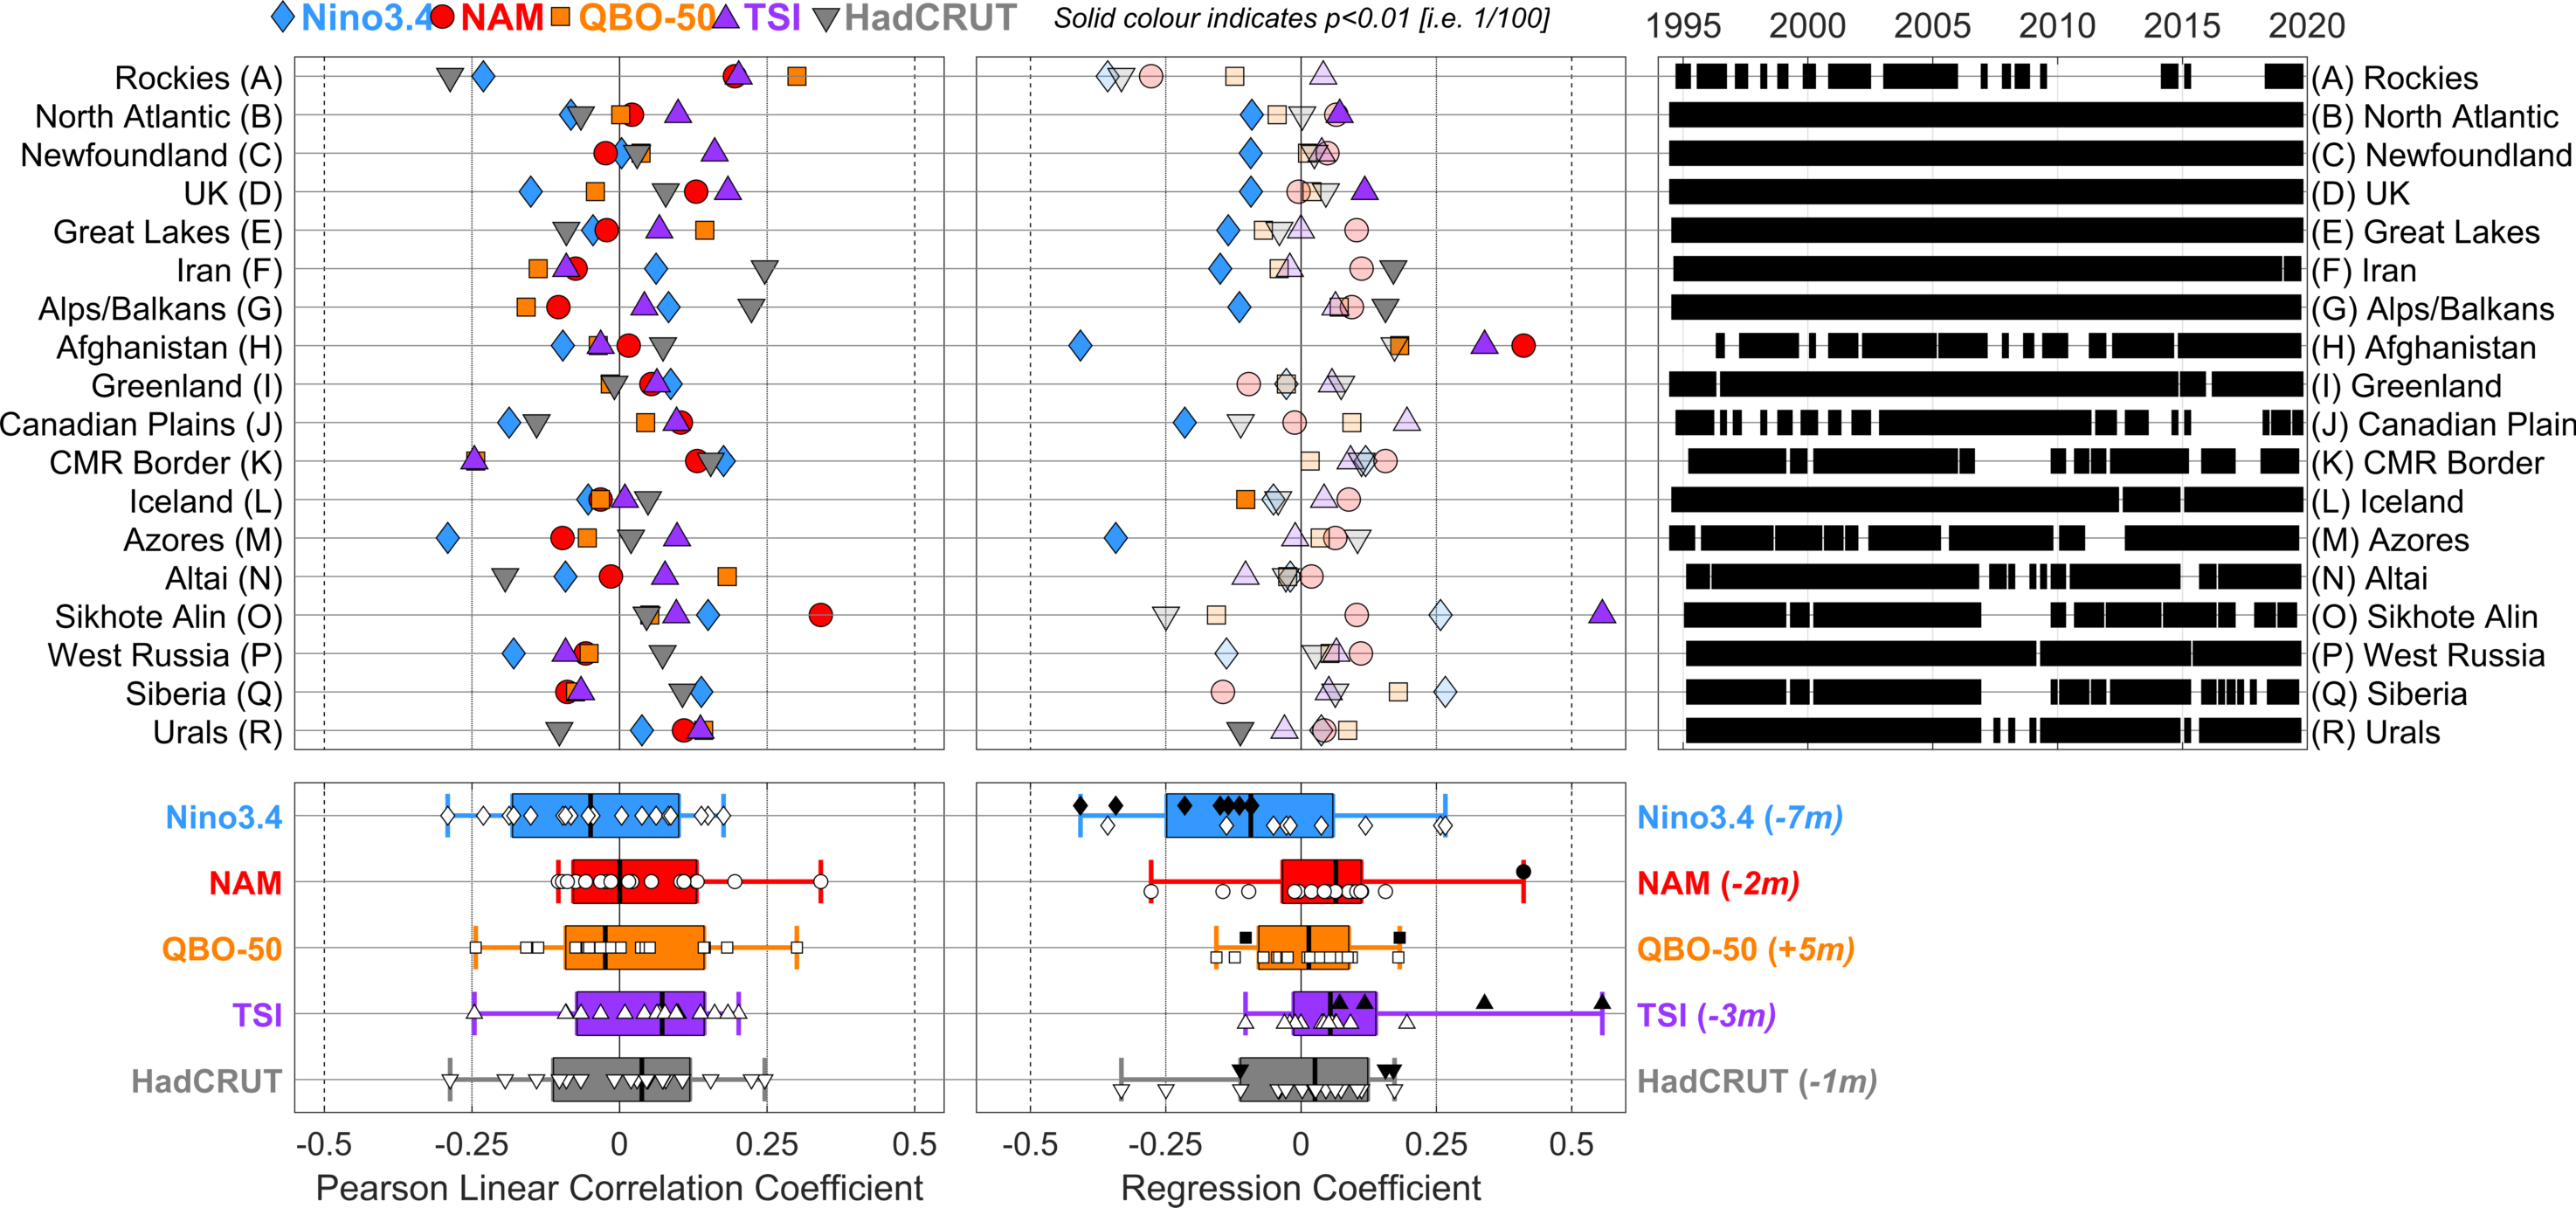 Nino3.4 NAM QBO-50 TSI HadCRUT
Solid colour indicates p<0.01 [i.e. 1/100]
1995 2000 2005 2010 2015 2020
Rockies (A)
North Atlantic (B)
Newfoundland (C)
UK (D)
Great Lakes (E)
Iran (F)
Alps/Balkans (G)
Afghanistan (H)
Greenland (I)
Canadian Plains (J)
CMR Border (K)
Iceland (L)
Azores (M)
Altai (N)
Sikhote Alin (O)
West Russia (P)
Siberia (Q)
Urals (R)
(A) Rockies
(B) North Atlantic
(C) Newfoundland
(D) UK
(E) Great Lakes
(F) Iran
(G) Alps/Balkans
(H) Afghanistan
(I) Greenland
(J) Canadian Plain
(K) CMR Border
(L) Iceland
(M) Azores
(N) Altai
(O) Sikhote Alin
(P) West Russia
(Q) Siberia
(R) Urals
Nino3.4
NAM
QBO-50
TSI
HadCRUT
Nino3.4 (-7m)
NAM (-2m)
QBO-50 (+5m)
TSI (-3m)
HadCRUT (-1m)
-0.5 -0.25 0 0.25 0.5
-0.5 -0.25 0 0.25 0.5
Pearson Linear Correlation Coefficient
Regression Coefficient